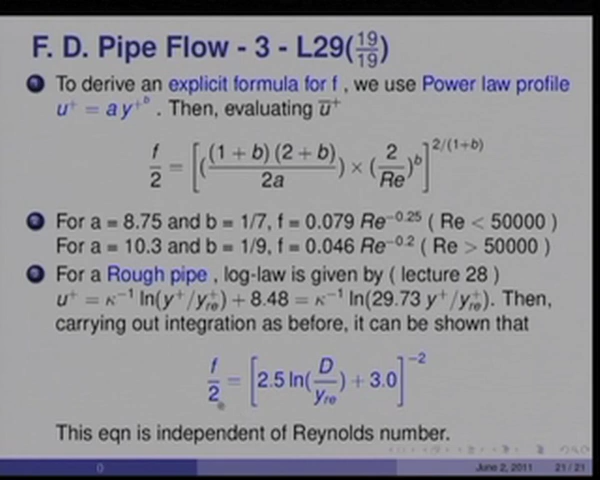 F. D. Pipe Flow - 3 - L29(19/19)
1 To derive an explicit formula for f , we use Power law profile
u⁺ = a y⁺ᵇ . Then, evaluating u̅⁺
f/2 = [((1 + b) (2 + b)/2a) × (2/Re)ᵇ]^2/(1+b)
2 For a = 8.75 and b = 1/7, f = 0.079 Re^−0.25 ( Re < 50000 )
For a = 10.3 and b = 1/9, f = 0.046 Re^−0.2 ( Re > 50000 )
For a Rough pipe , log-law is given by ( lecture 28 )
u⁺ = κ⁻¹ ln(y⁺/y⁺re) + 8.48 = κ⁻¹ ln(29.73 y⁺/y⁺re). Then,
carrying out integration as before, it can be shown that
f/2 = [2.5 ln(D/yre) + 3.0]^−2
This eqn is independent of Reynolds number.
()
June 2, 2011 21 / 21